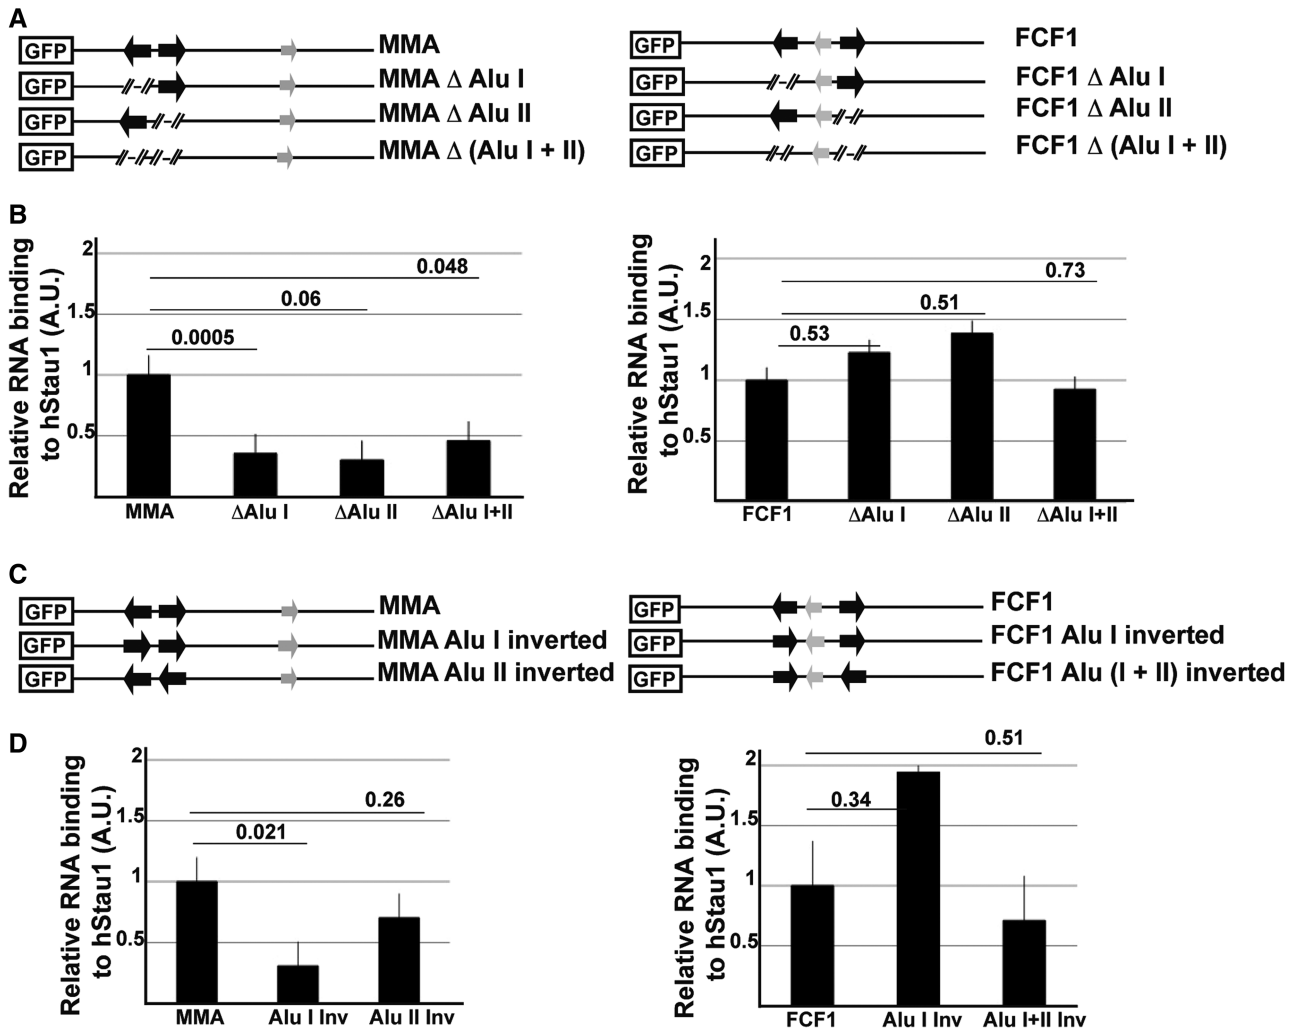 A
GFP MMA
GFP MMA Δ Alu I
GFP MMA Δ Alu II
GFP MMA Δ (Alu I + II)
GFP FCF1
GFP FCF1 Δ Alu I
GFP FCF1 Δ Alu II
GFP FCF1 Δ (Alu I + II)
B
Relative RNA binding
to hStau1 (A.U.)
2
1.5
1
0.5
0.048
0.06
0.0005
MMA ΔAlu I ΔAlu II ΔAlu I+II
Relative RNA binding
to hStau1 (A.U.)
2
1.5
1
0.5
0.73
0.51
0.53
FCF1 ΔAlu I ΔAlu II ΔAlu I+II
C
GFP MMA
GFP MMA Alu I inverted
GFP MMA Alu II inverted
GFP FCF1
GFP FCF1 Alu I inverted
GFP FCF1 Alu (I + II) inverted
D
Relative RNA binding
to hStau1 (A.U.)
2
1.5
1
0.5
0.26
0.021
MMA Alu I Inv Alu II Inv
Relative RNA binding
to hStau1 (A.U.)
2
1.5
1
0.5
0.51
0.34
FCF1 Alu I Inv Alu I+II Inv